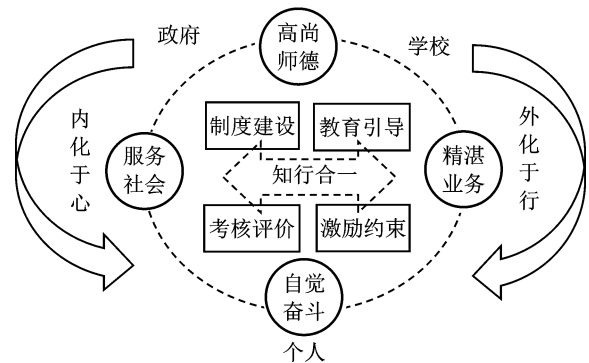 政府
高尚
师德
学校
内化于心
外化于行
制度建设
教育引导
服务
社会
知行合一
精湛
业务
考核评价
激励约束
自觉
奋斗
个人